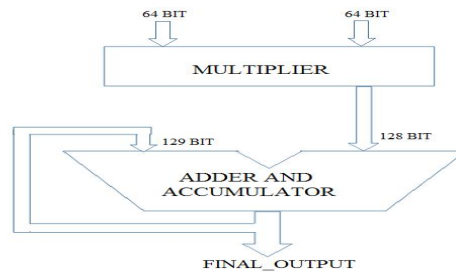 64 BIT
64 BIT
MULTIPLIER
129 BIT
128 BIT
ADDER AND
ACCUMULATOR
FINAL_OUTPUT